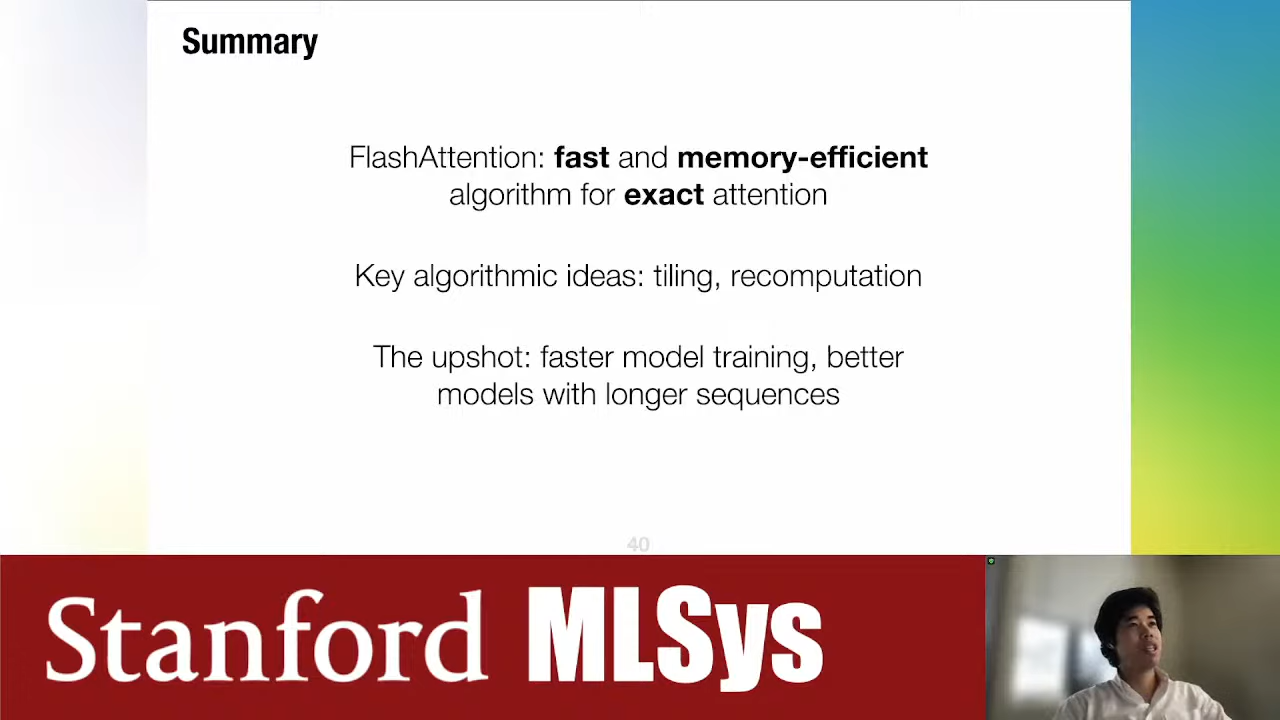 Summary
FlashAttention: fast and memory-efficient
algorithm for exact attention
Key algorithmic ideas: tiling, recomputation
The upshot: faster model training, better
models with longer sequences
40
Stanford MLSys